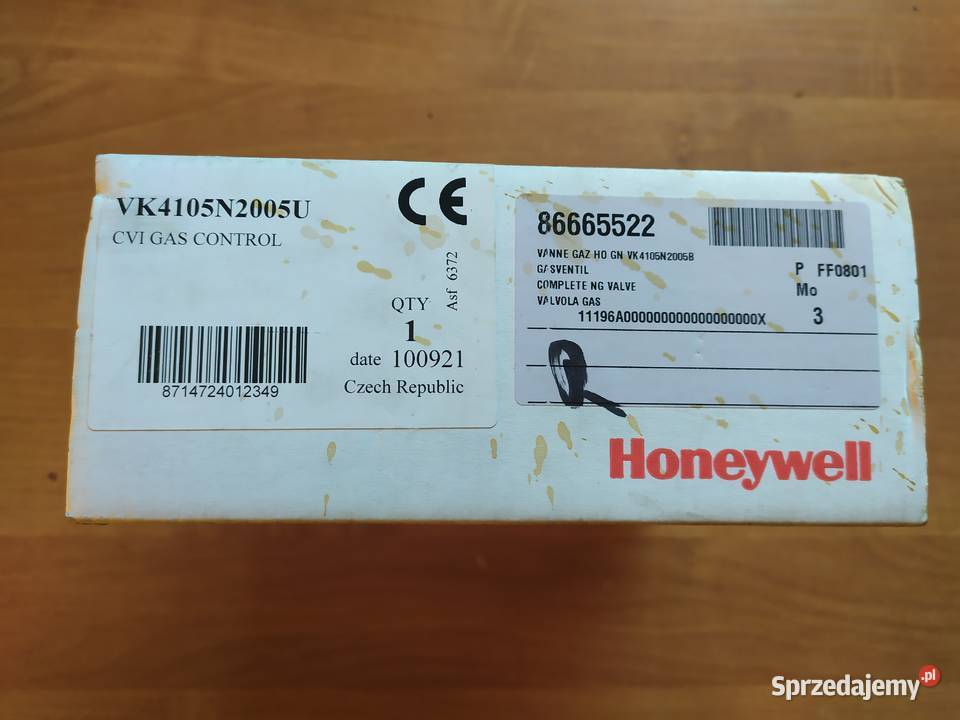 VK4105N2005U
CVI GAS CONTROL
CE
Asf 6372
QTY
1
date 100921
Czech Republic
8714724012349
86665522
VANNE GAZ HO GN VK4105N2005B
GASVENTIL
COMPLETE NG VALVE
VALVOLA GAS
11196A000000000000000000X
P FF0801
Mo
3
Honeywell
Sprzedajemy.pl